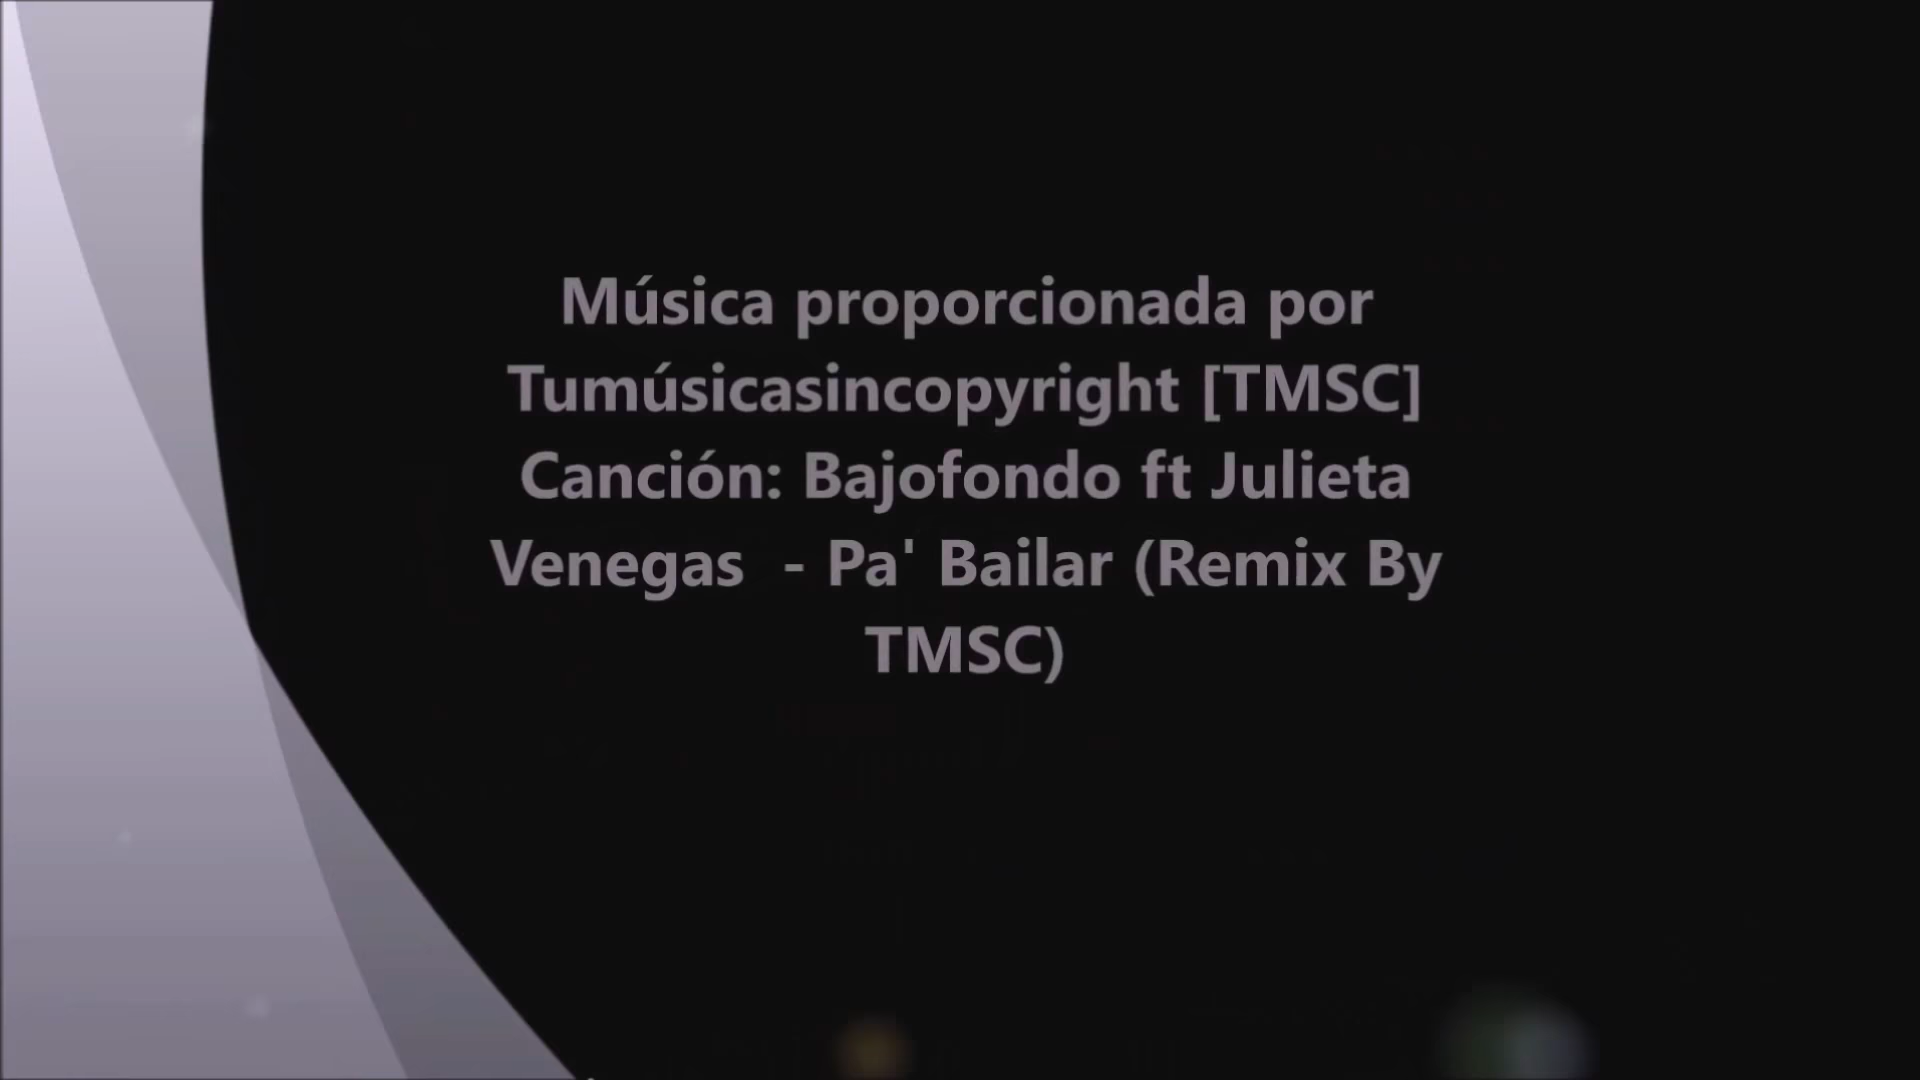 Música proporcionada por
Tumúsicasincopyright [TMSC]
Canción: Bajofondo ft Julieta
Venegas  - Pa' Bailar (Remix By
TMSC)